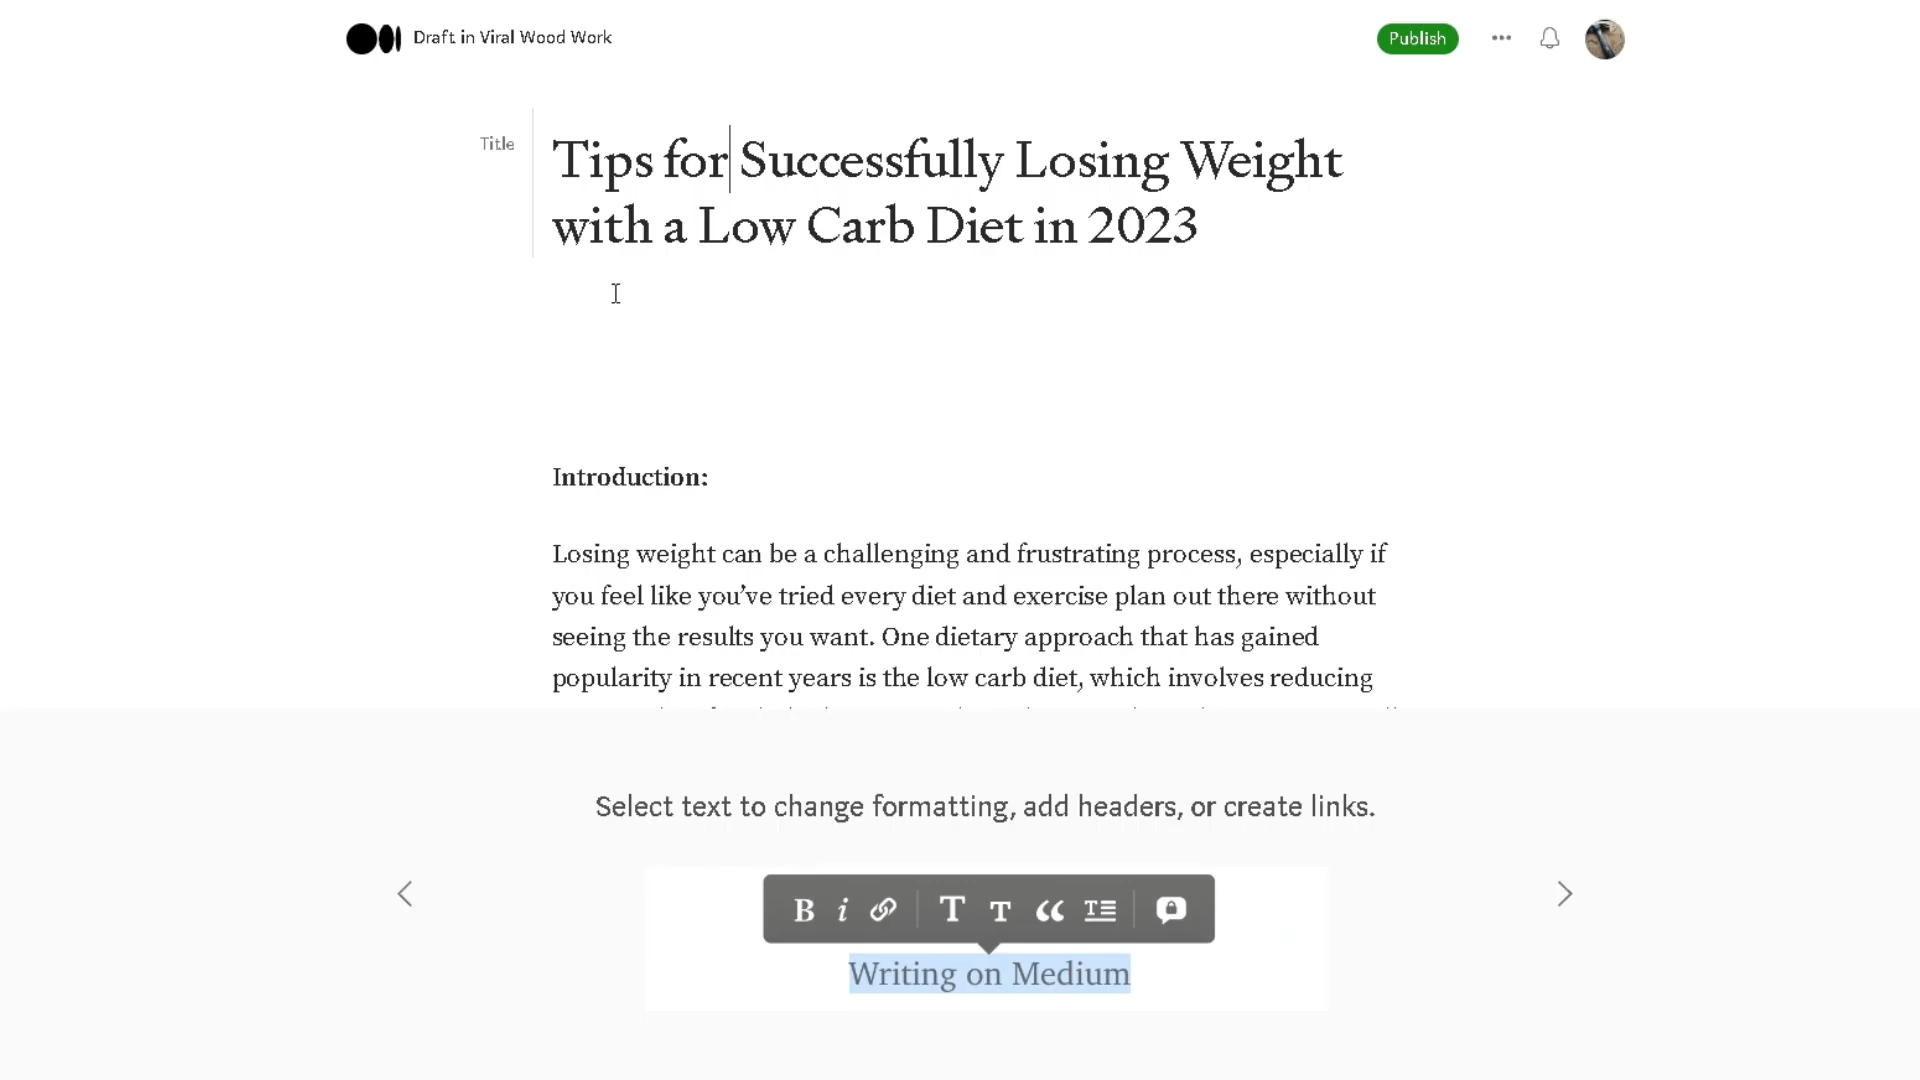 Draft in Viral Wood Work
Publish
Title
Tips for Successfully Losing Weight
with a Low Carb Diet in 2023
Introduction:
Losing weight can be a challenging and frustrating process, especially if
you feel like you’ve tried every diet and exercise plan out there without
seeing the results you want. One dietary approach that has gained
popularity in recent years is the low carb diet, which involves reducing
Select text to change formatting, add headers, or create links.
B i T T T
Writing on Medium